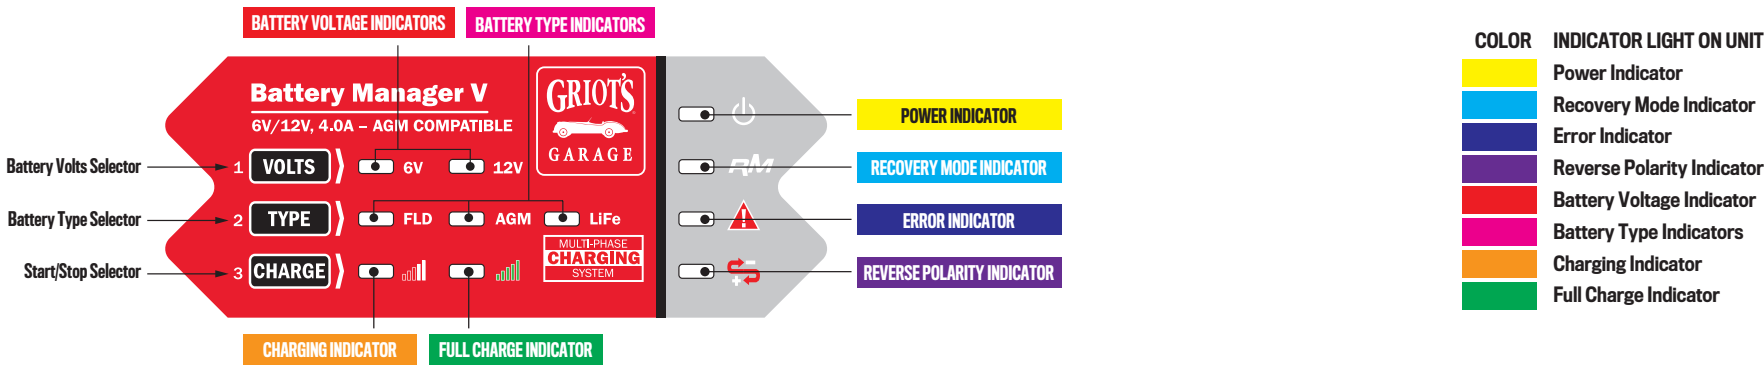 BATTERY VOLTAGE INDICATORS
BATTERY TYPE INDICATORS
Battery Manager V
6V/12V, 4.0A – AGM COMPATIBLE
GRIOT'S
GARAGE
Battery Volts Selector
1 VOLTS 6V 12V
Battery Type Selector
2 TYPE FLD AGM LiFe
Start/Stop Selector
3 CHARGE
MULTI-PHASE
CHARGING
SYSTEM
RM
POWER INDICATOR
RECOVERY MODE INDICATOR
ERROR INDICATOR
REVERSE POLARITY INDICATOR
CHARGING INDICATOR
FULL CHARGE INDICATOR
COLOR INDICATOR LIGHT ON UNIT
Power Indicator
Recovery Mode Indicator
Error Indicator
Reverse Polarity Indicator
Battery Voltage Indicator
Battery Type Indicators
Charging Indicator
Full Charge Indicator